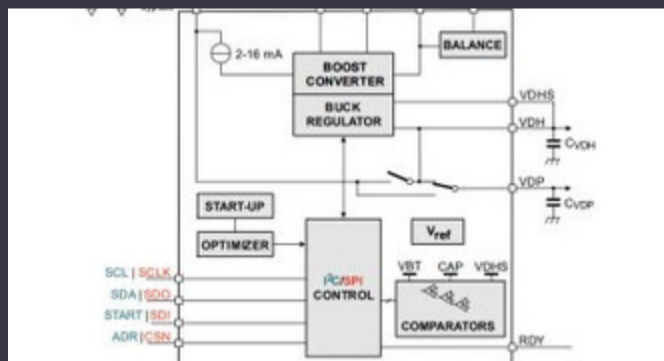 BALANCE
2-16 mA
BOOST
CONVERTER
BUCK
REGULATOR
VDHS
VDH
CVDH
VDP
CVDP
START-UP
OPTIMIZER
Vref
SCL | SCLK
SDA | SDO
START | SDI
ADR | CSN
I²C/SPI
CONTROL
VBT CAP VDHS
COMPARATORS
RDY